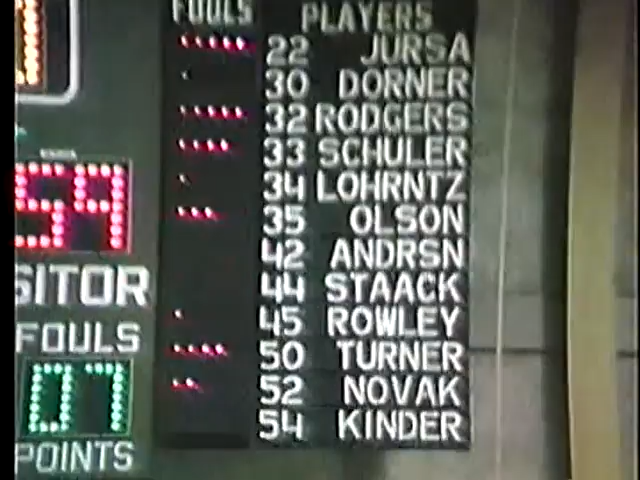 FOULS PLAYERS
22 JURSA
30 DORNER
32 RODGERS
33 SCHULER
34 LOHRNTZ
35 OLSON
42 ANDRSN
44 STAACK
45 ROWLEY
50 TURNER
52 NOVAK
54 KINDER
59
SITOR
FOULS
07
POINTS